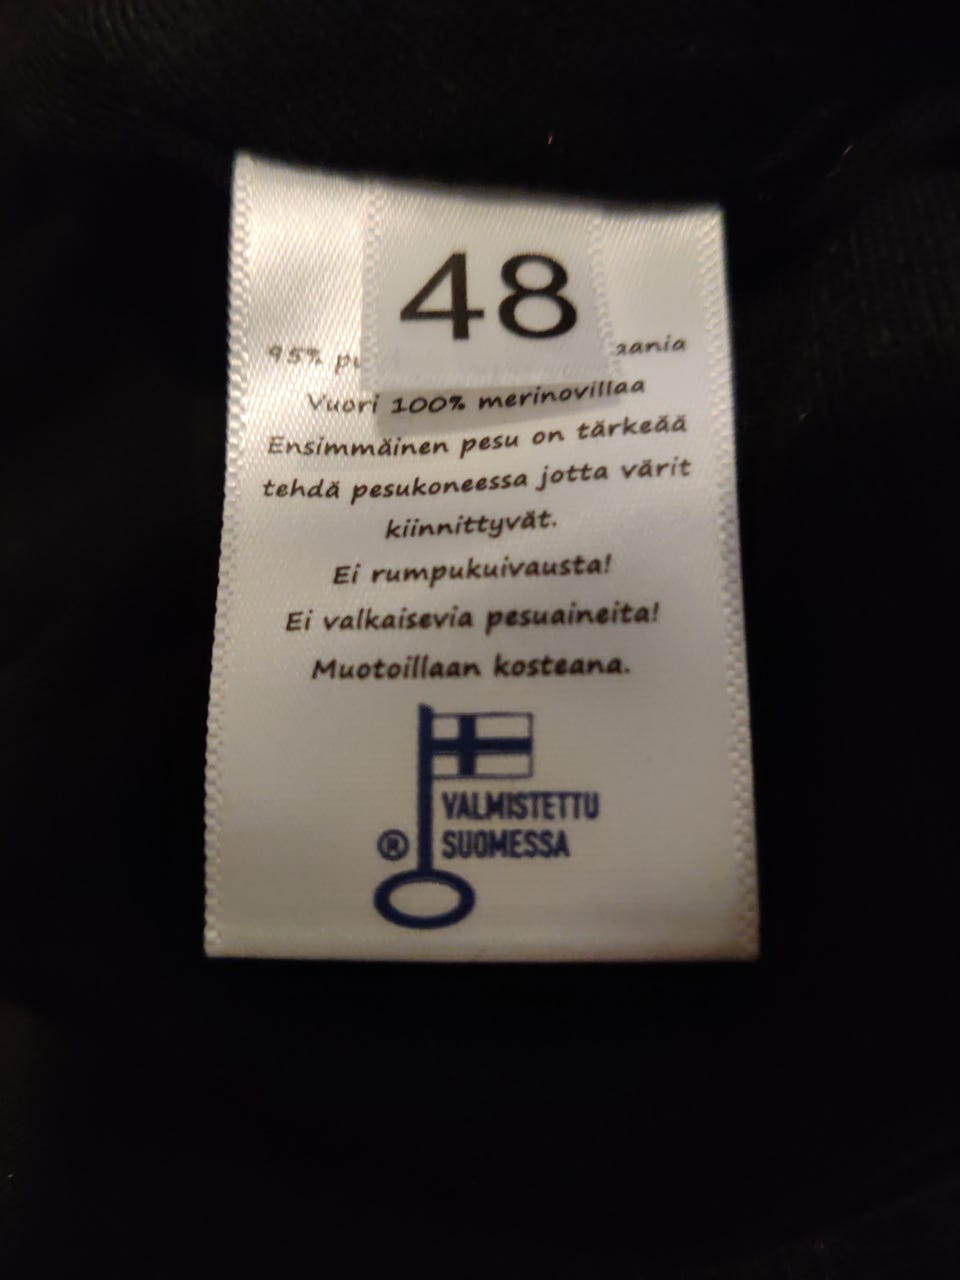 48
95%
Vuori 100% merinovillaa
Ensimmäinen pesu on tärkeää
tehdä pesukoneessa jotta värit
kiinnittyvät.
Ei rumpukuivausta!
Ei valkaisevia pesuaineita!
Muotoillaan kosteana.
VALMISTETTU
® SUOMESSA